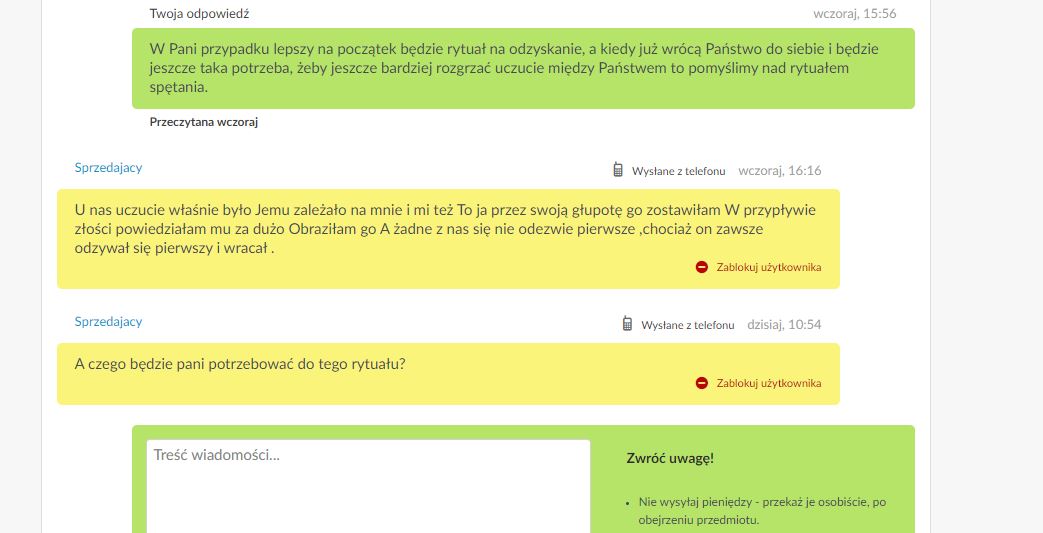 Twoja odpowiedź wczoraj, 15:56
W Pani przypadku lepszy na początek będzie rytuał na odzyskanie, a kiedy już wrócą Państwo do siebie i będzie
jeszcze taka potrzeba, żeby jeszcze bardziej rozgrzać uczucie między Państwem to pomyślimy nad rytuałem
spętania.
Przeczytana wczoraj
Sprzedajacy Wysłane z telefonu wczoraj, 16:16
U nas uczucie właśnie było Jemu zależało na mnie i mi też To ja przez swoją głupotę go zostawiłam W przypływie
złości powiedziałam mu za dużo Obraziłam go A żadne z nas się nie odezwie pierwsze ,chociaż on zawsze
odzywał się pierwszy i wracał .
Zablokuj użytkownika
Sprzedajacy Wysłane z telefonu dzisiaj, 10:54
A czego będzie pani potrzebować do tego rytuału?
Zablokuj użytkownika
Treść wiadomości...
Zwróć uwagę!
• Nie wysyłaj pieniędzy - przekaż je osobiście, po
obejrzeniu przedmiotu.